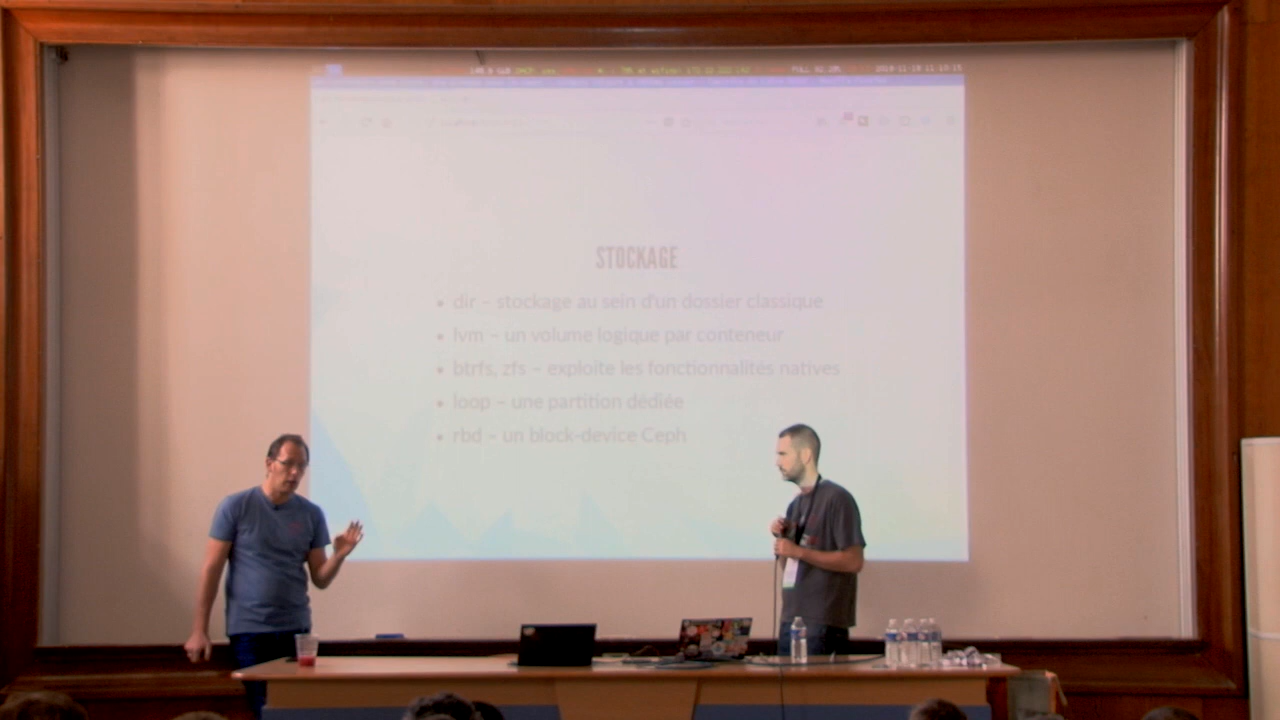 STOCKAGE
• dir – stockage au sein d'un dossier classique
• lvm – un volume logique par conteneur
• btrfs, zfs – exploite les fonctionnalités natives
• loop – une partition dédiée
• rbd – un block-device Ceph